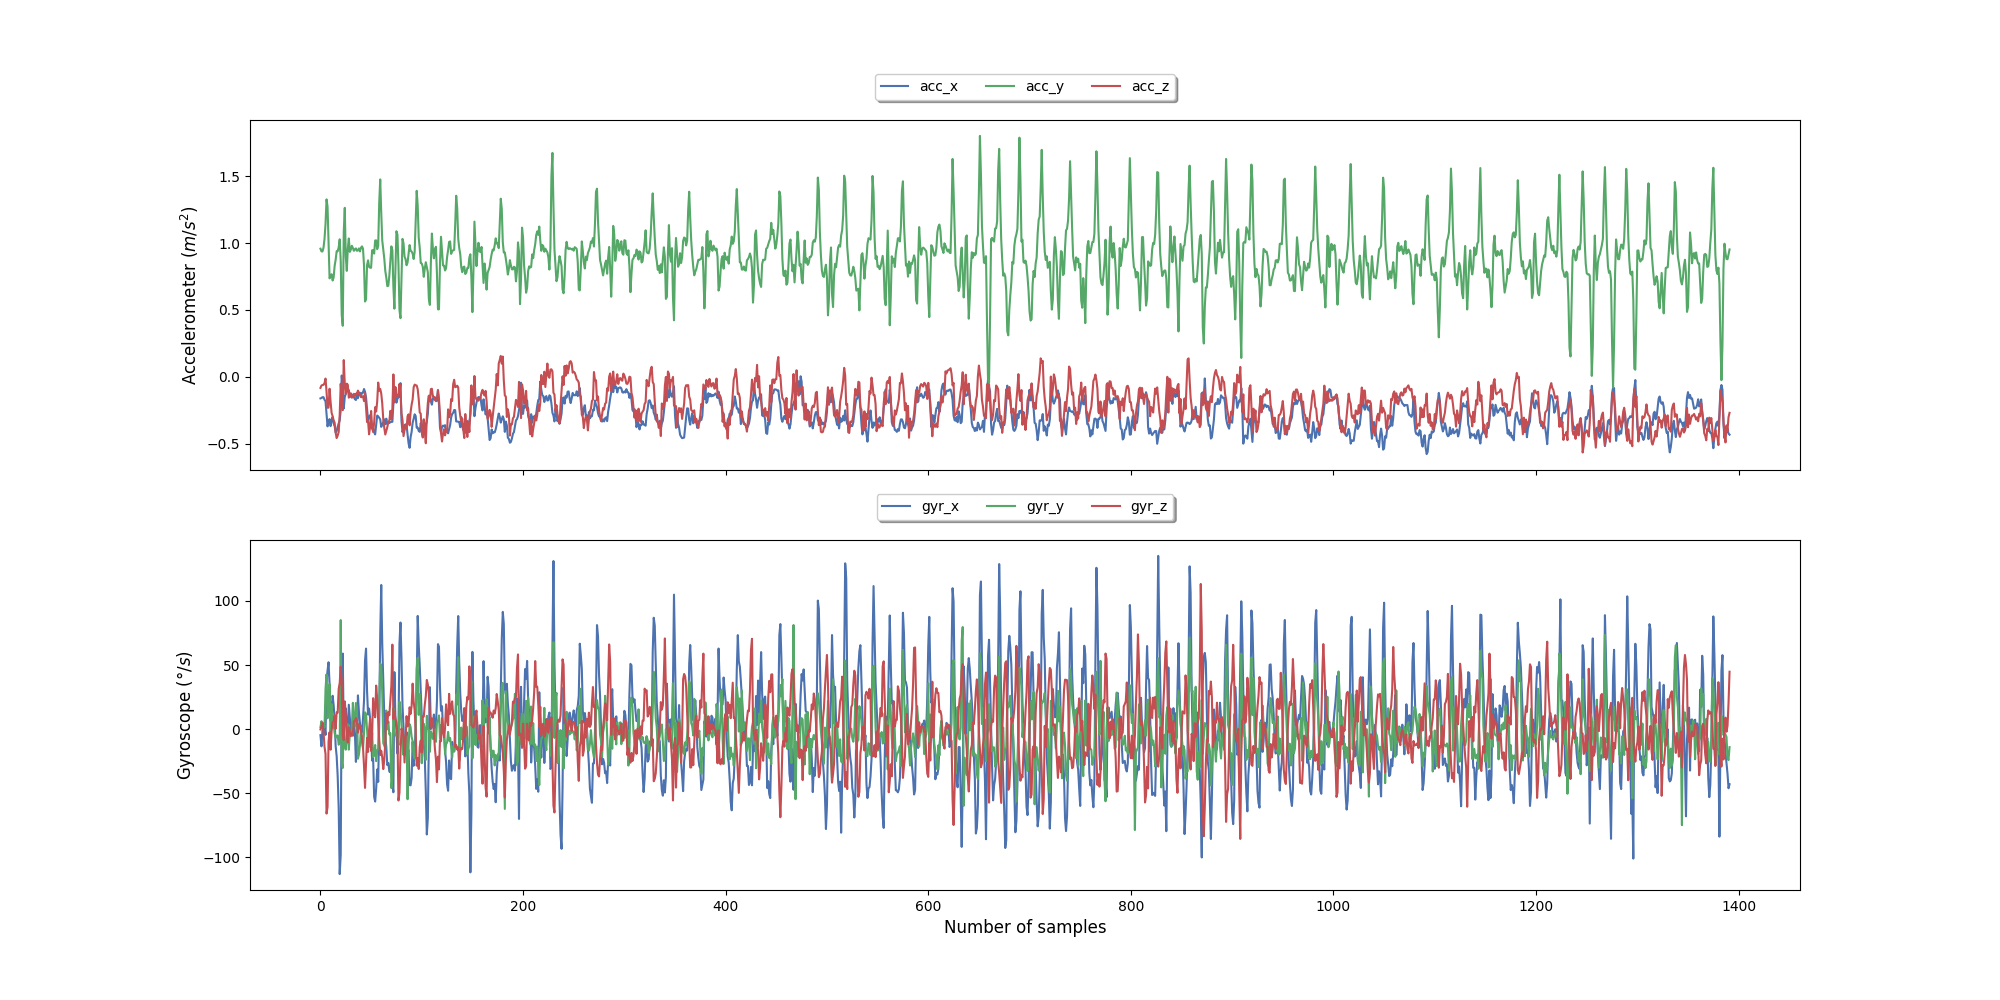 acc_x acc_y acc_z
Accelerometer (m/s²)
1.5
1.0
0.5
0.0
−0.5
gyr_x gyr_y gyr_z
Gyroscope (°/s)
100
50
0
−50
−100
0 200 400 600 800 1000 1200 1400
Number of samples